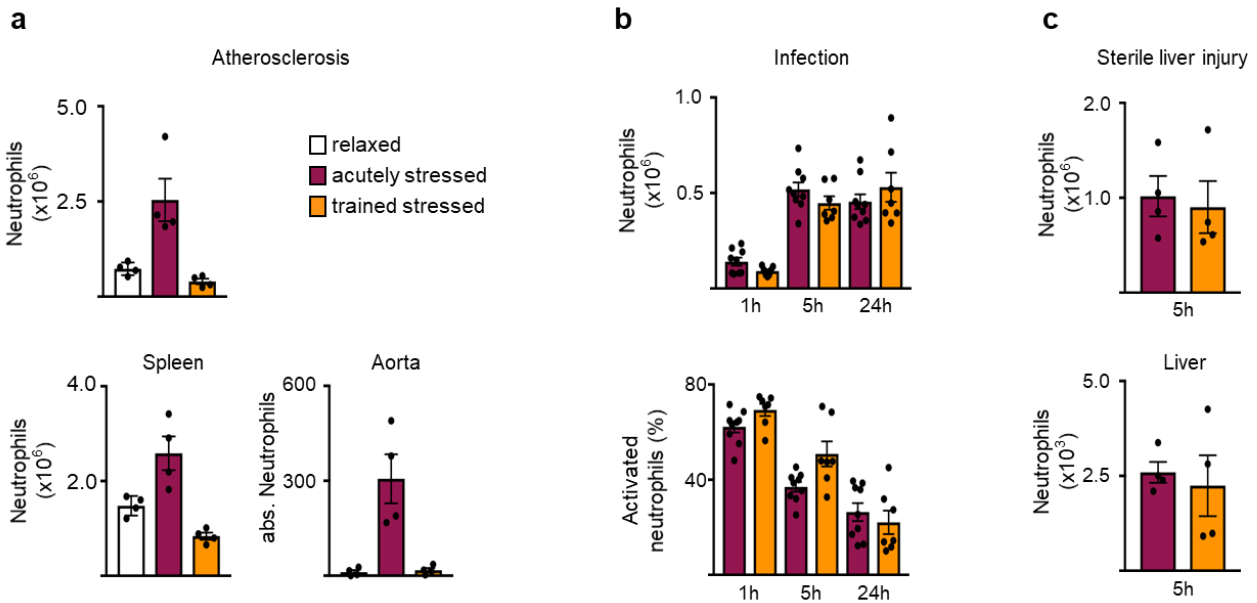 a
Atherosclerosis
Neutrophils
(x10⁶)
5.0
2.5
relaxed
acutely stressed
trained stressed
Spleen
Neutrophils
(x10⁶)
4.0
2.0
Aorta
abs. Neutrophils
600
300
b
Infection
Neutrophils
(x10⁶)
1.0
0.5
1h 5h 24h
Activated
neutrophils (%)
80
40
1h 5h 24h
c
Sterile liver injury
Neutrophils
(x10⁶)
2.0
1.0
5h
Liver
Neutrophils
(x10³)
5.0
2.5
5h